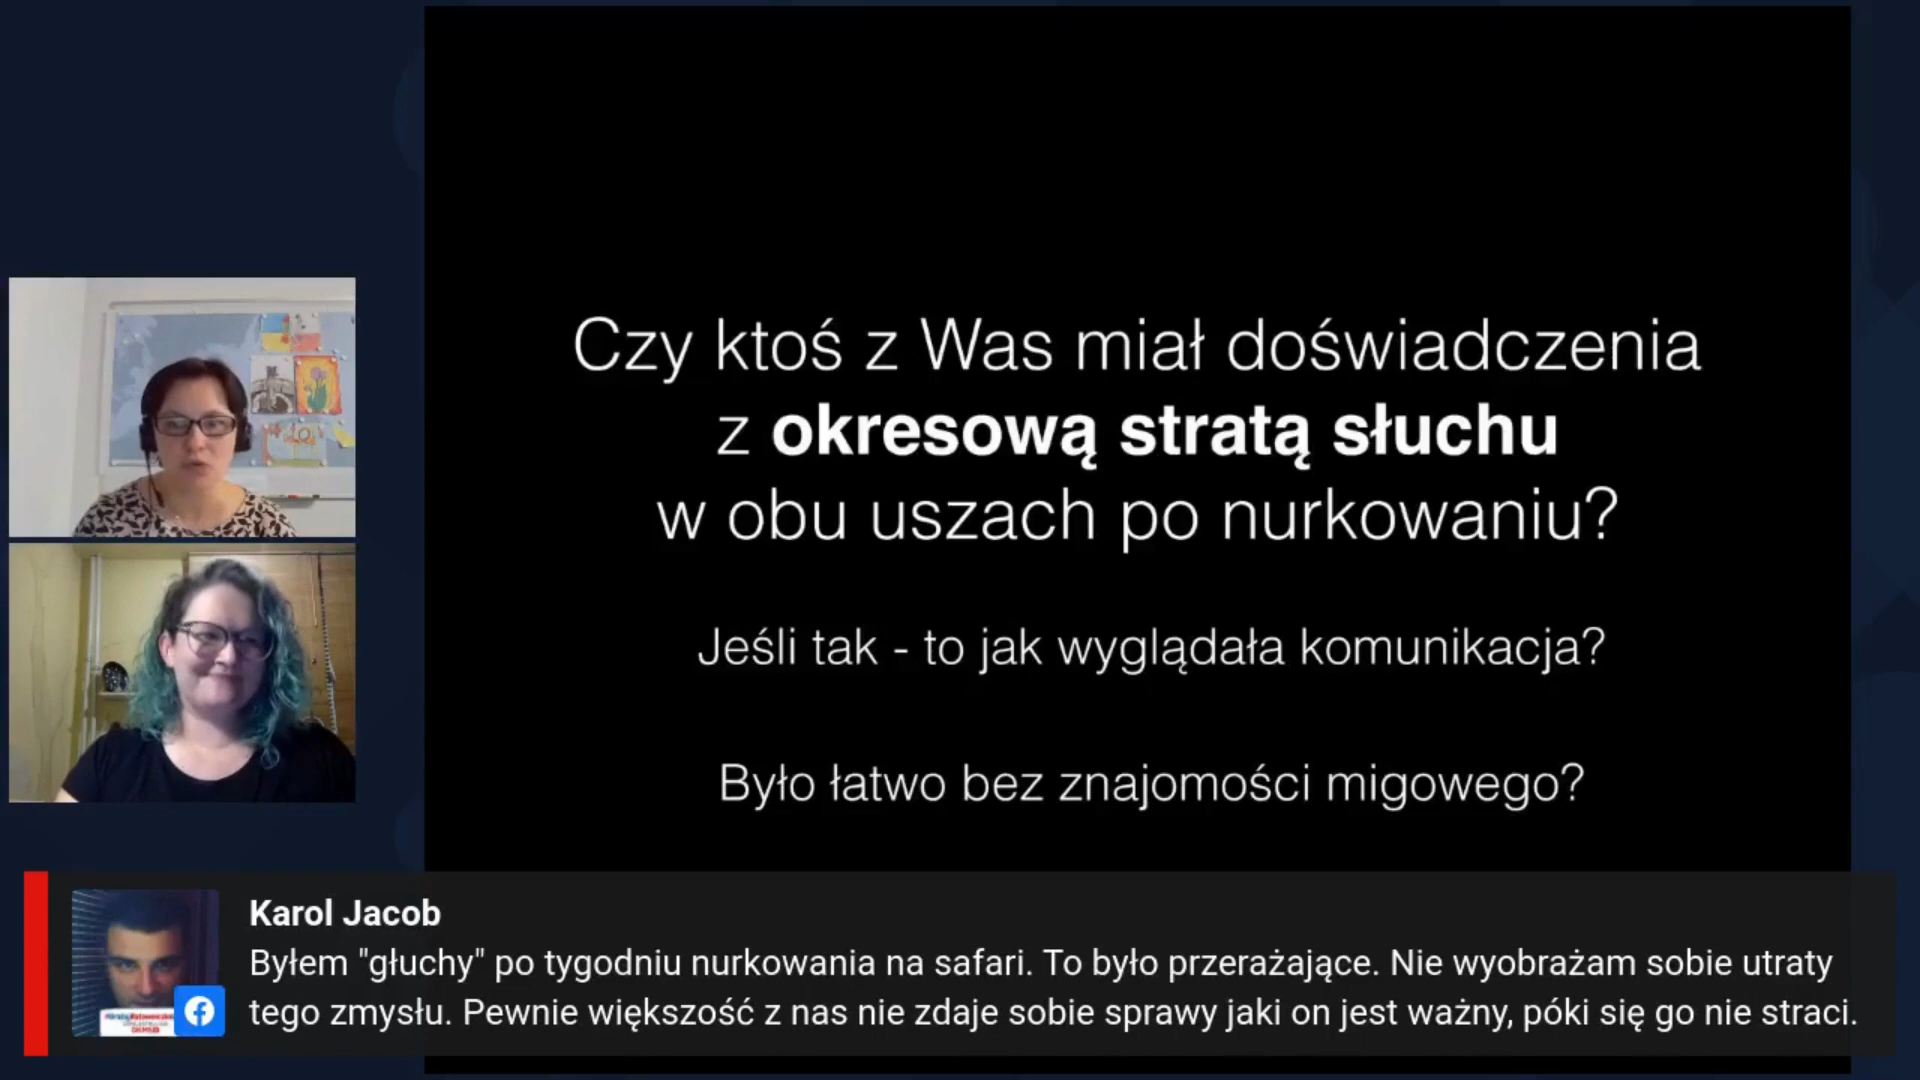 Czy ktoś z Was miał doświadczenia
z okresową stratą słuchu
w obu uszach po nurkowaniu?
Jeśli tak - to jak wyglądała komunikacja?
Było łatwo bez znajomości migowego?
Karol Jacob
Byłem "głuchy" po tygodniu nurkowania na safari. To było przerażające. Nie wyobrażam sobie utraty
tego zmysłu. Pewnie większość z nas nie zdaje sobie sprawy jaki on jest ważny, póki się go nie straci.